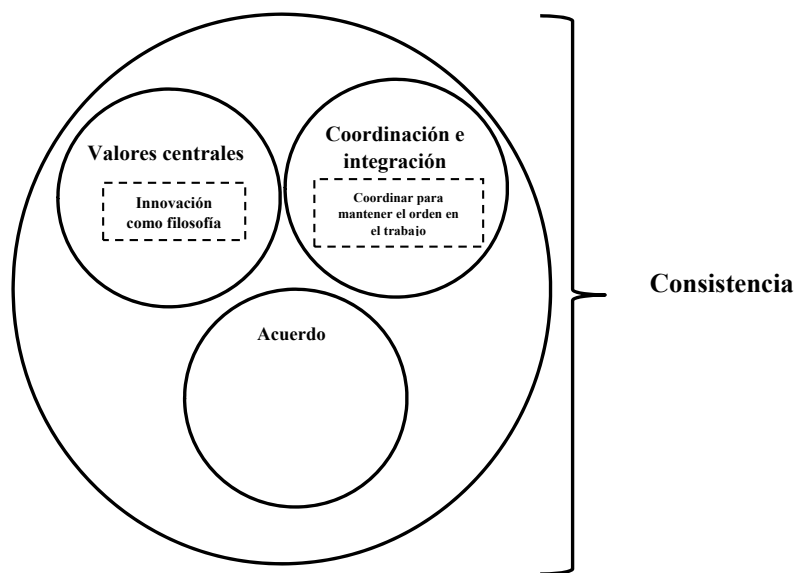 Valores centrales
Innovación
como filosofía
Coordinación e
integración
Coordinar para
mantener el orden en
el trabajo
Acuerdo
Consistencia